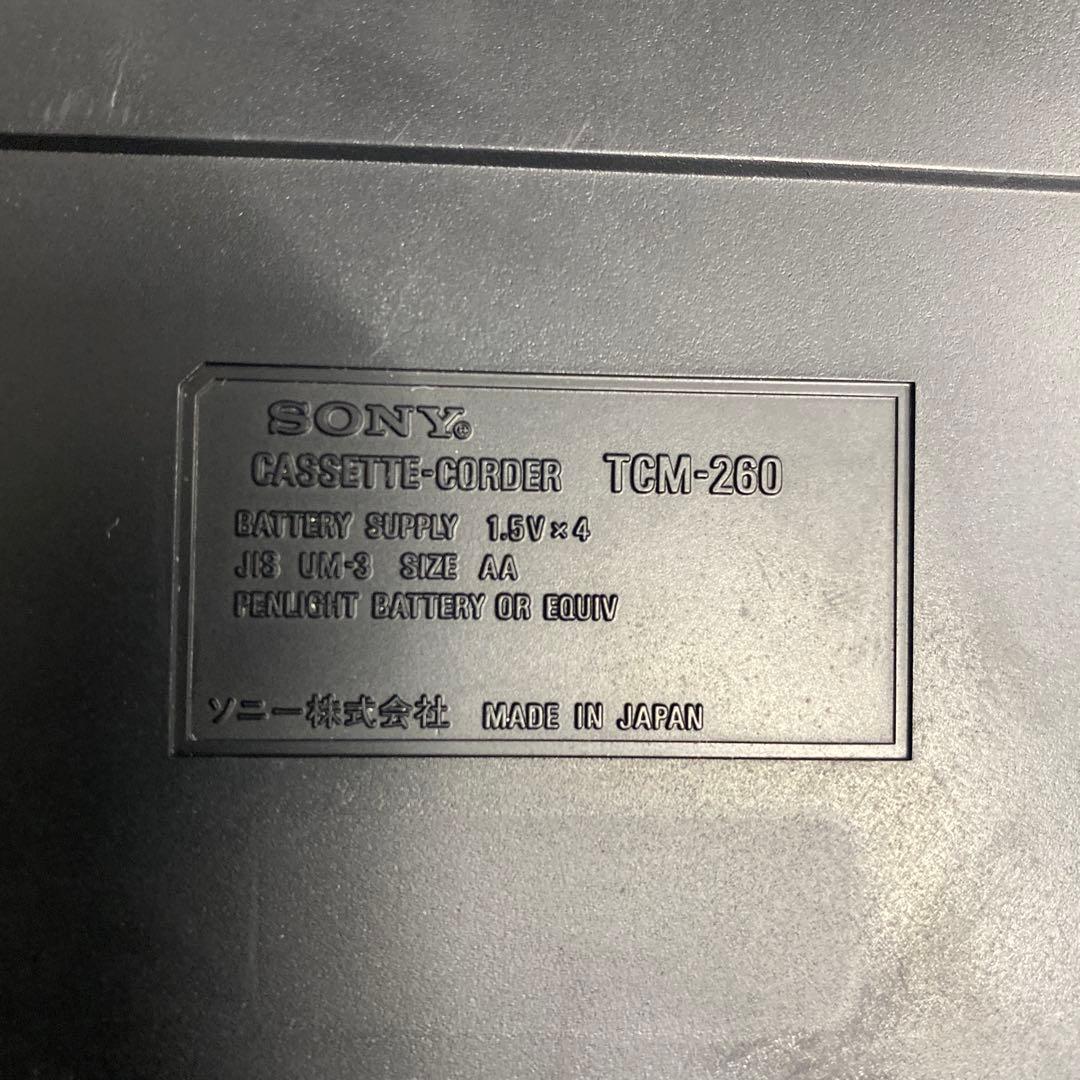 SONY®
CASSETTE-CORDER TCM-260
BATTERY SUPPLY 1.5V×4
JIS UM-3 SIZE AA
PENLIGHT BATTERY OR EQUIV
ソニー株式会社 MADE IN JAPAN